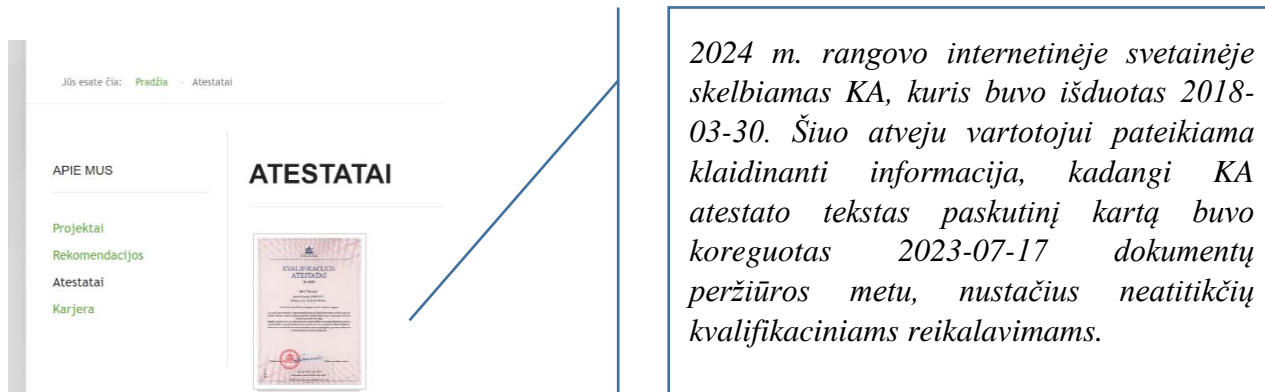 Jūs esate čia: Pradžia - Atestatai
APIE MUS
Projektai
Rekomendacijos
Atestatai
Karjera
ATESTATAI
KVALIFIKACIJOS
ATESTATAS
2024 m. rangovo internetinėje svetainėje
skelbiamas KA, kuris buvo išduotas 2018-
03-30. Šiuo atveju vartotojui pateikiama
klaidinanti informacija, kadangi KA
atestato tekstas paskutinį kartą buvo
koreguotas 2023-07-17 dokumentų
peržiūros metu, nustačius neatitikčių
kvalifikaciniams reikalavimams.